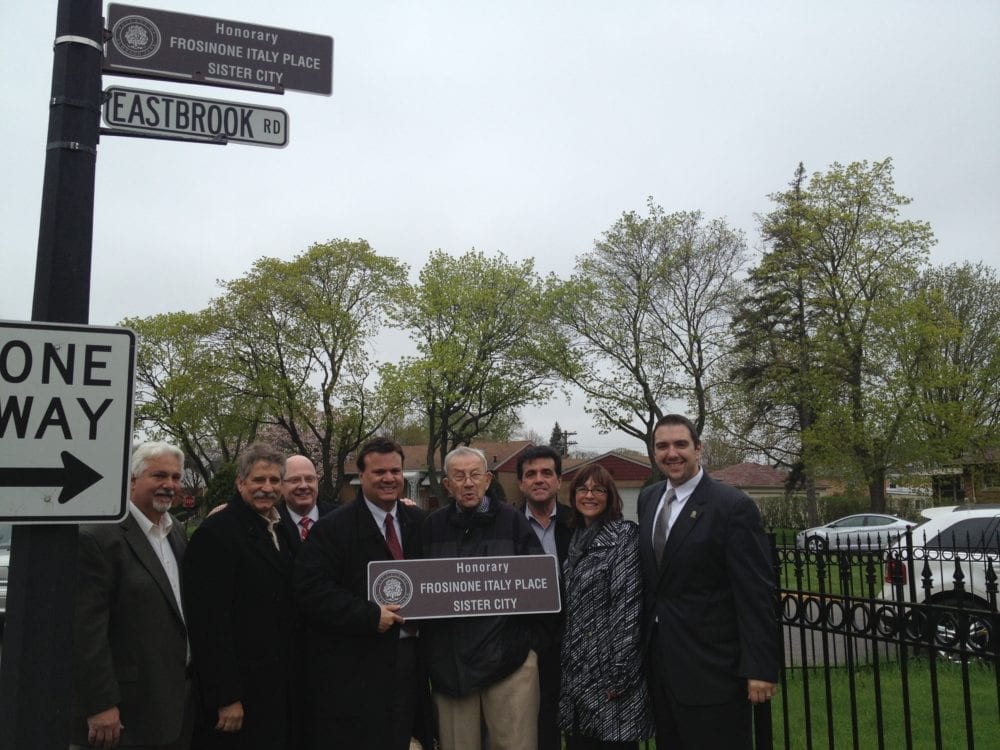 Honorary
FROSINONE ITALY PLACE
SISTER CITY
EASTBROOK RD
ONE
WAY
Honorary
FROSINONE ITALY PLACE
SISTER CITY